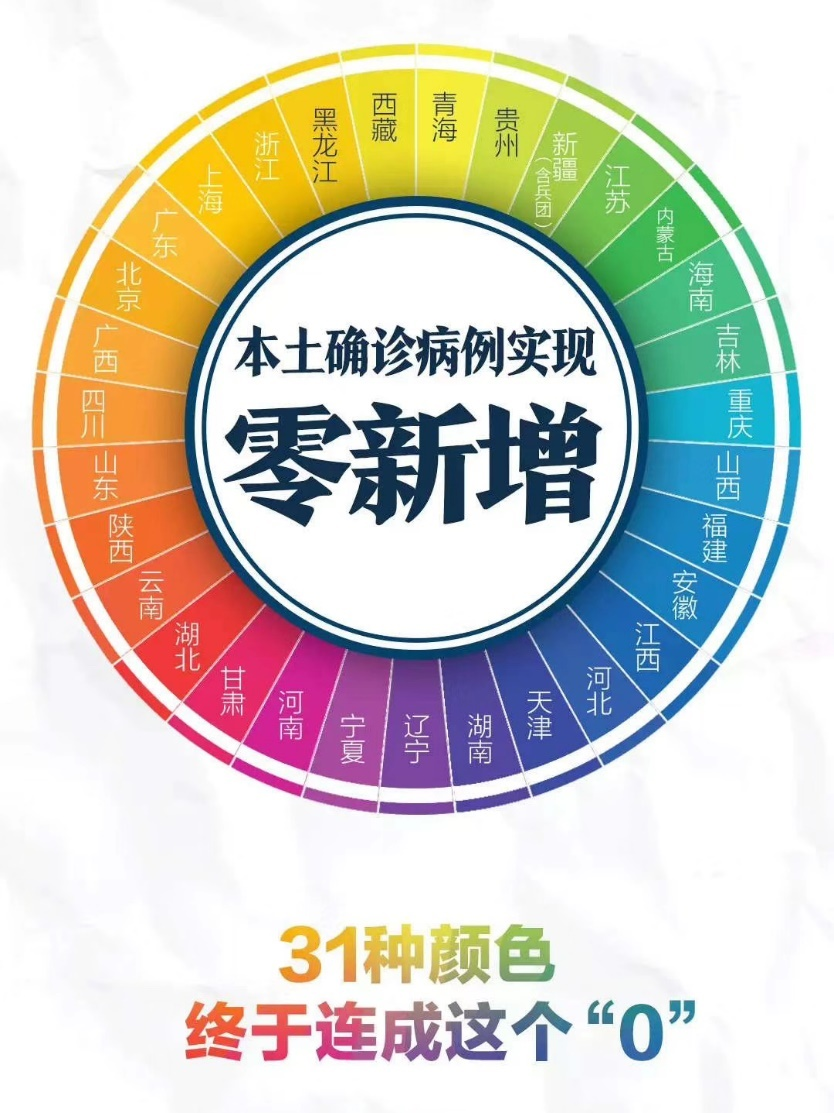 西藏
青海
贵州
新疆
(含兵团)
江苏
内蒙古
海南
吉林
重庆
山西
福建
安徽
江西
河北
天津
湖南
辽宁
宁夏
河南
甘肃
湖北
云南
陕西
山东
四川
广西
北京
广东
上海
浙江
黑龙江
本土确诊病例实现
零新增
31种颜色
终于连成这个“0”